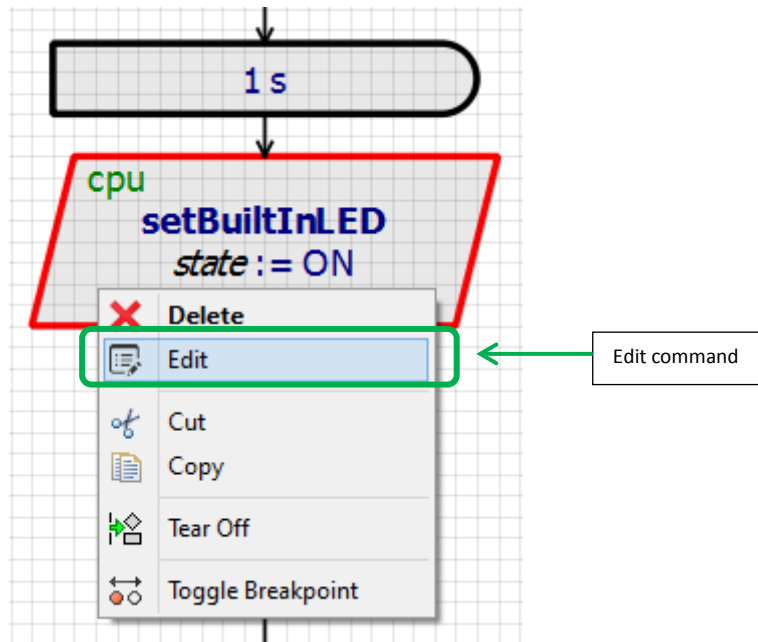 1 s
cpu
setBuiltInLED
state := ON
Delete
Edit
Edit command
Cut
Copy
Tear Off
Toggle Breakpoint